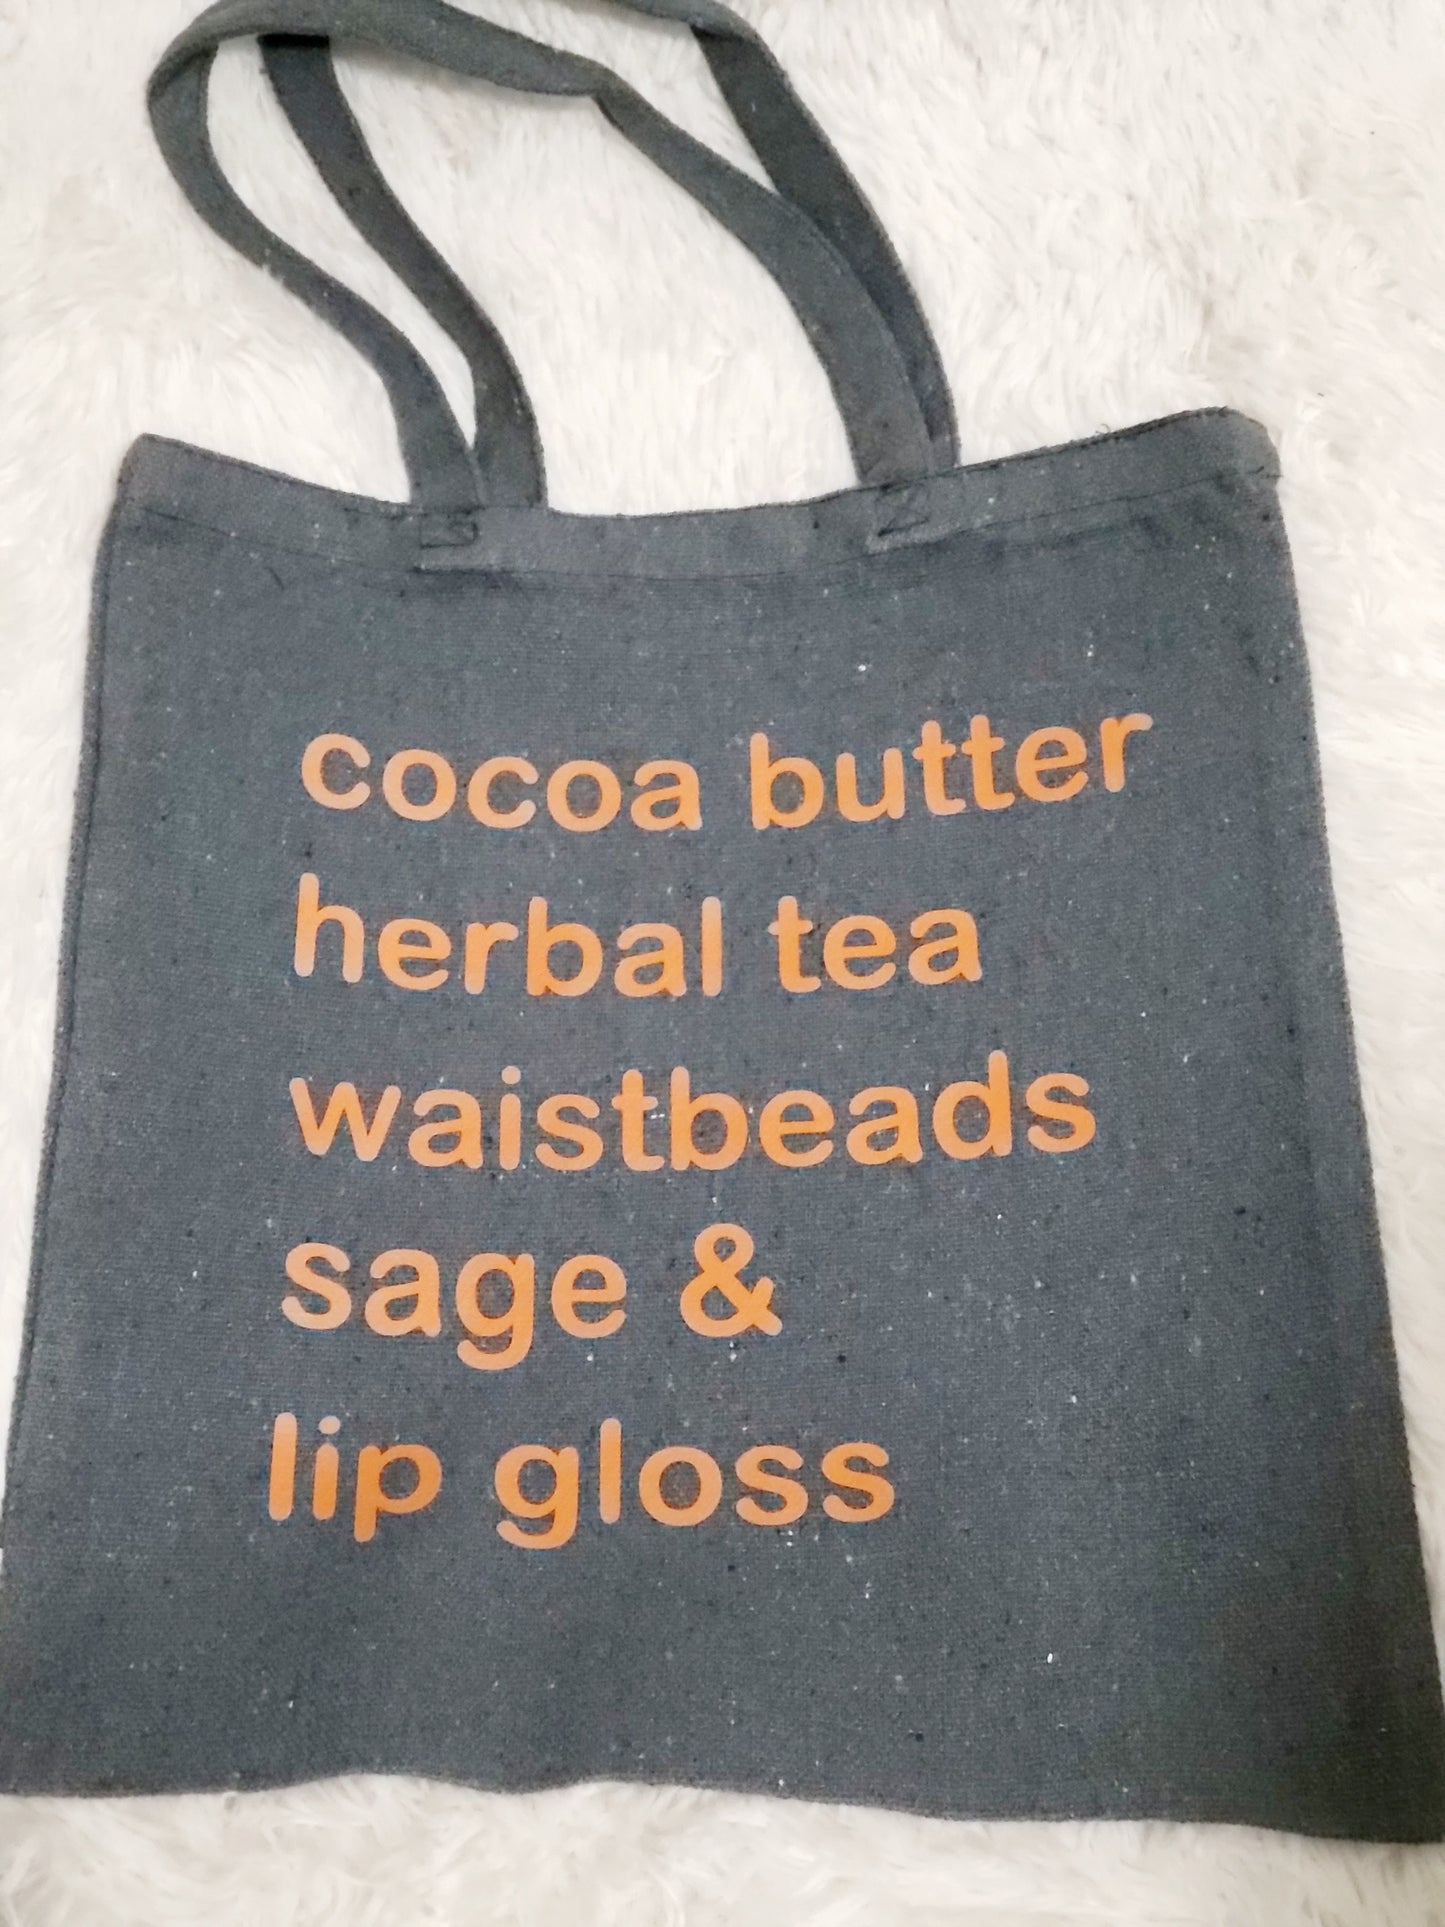 cocoa butter
herbal tea
waistbeads
sage &
lip gloss